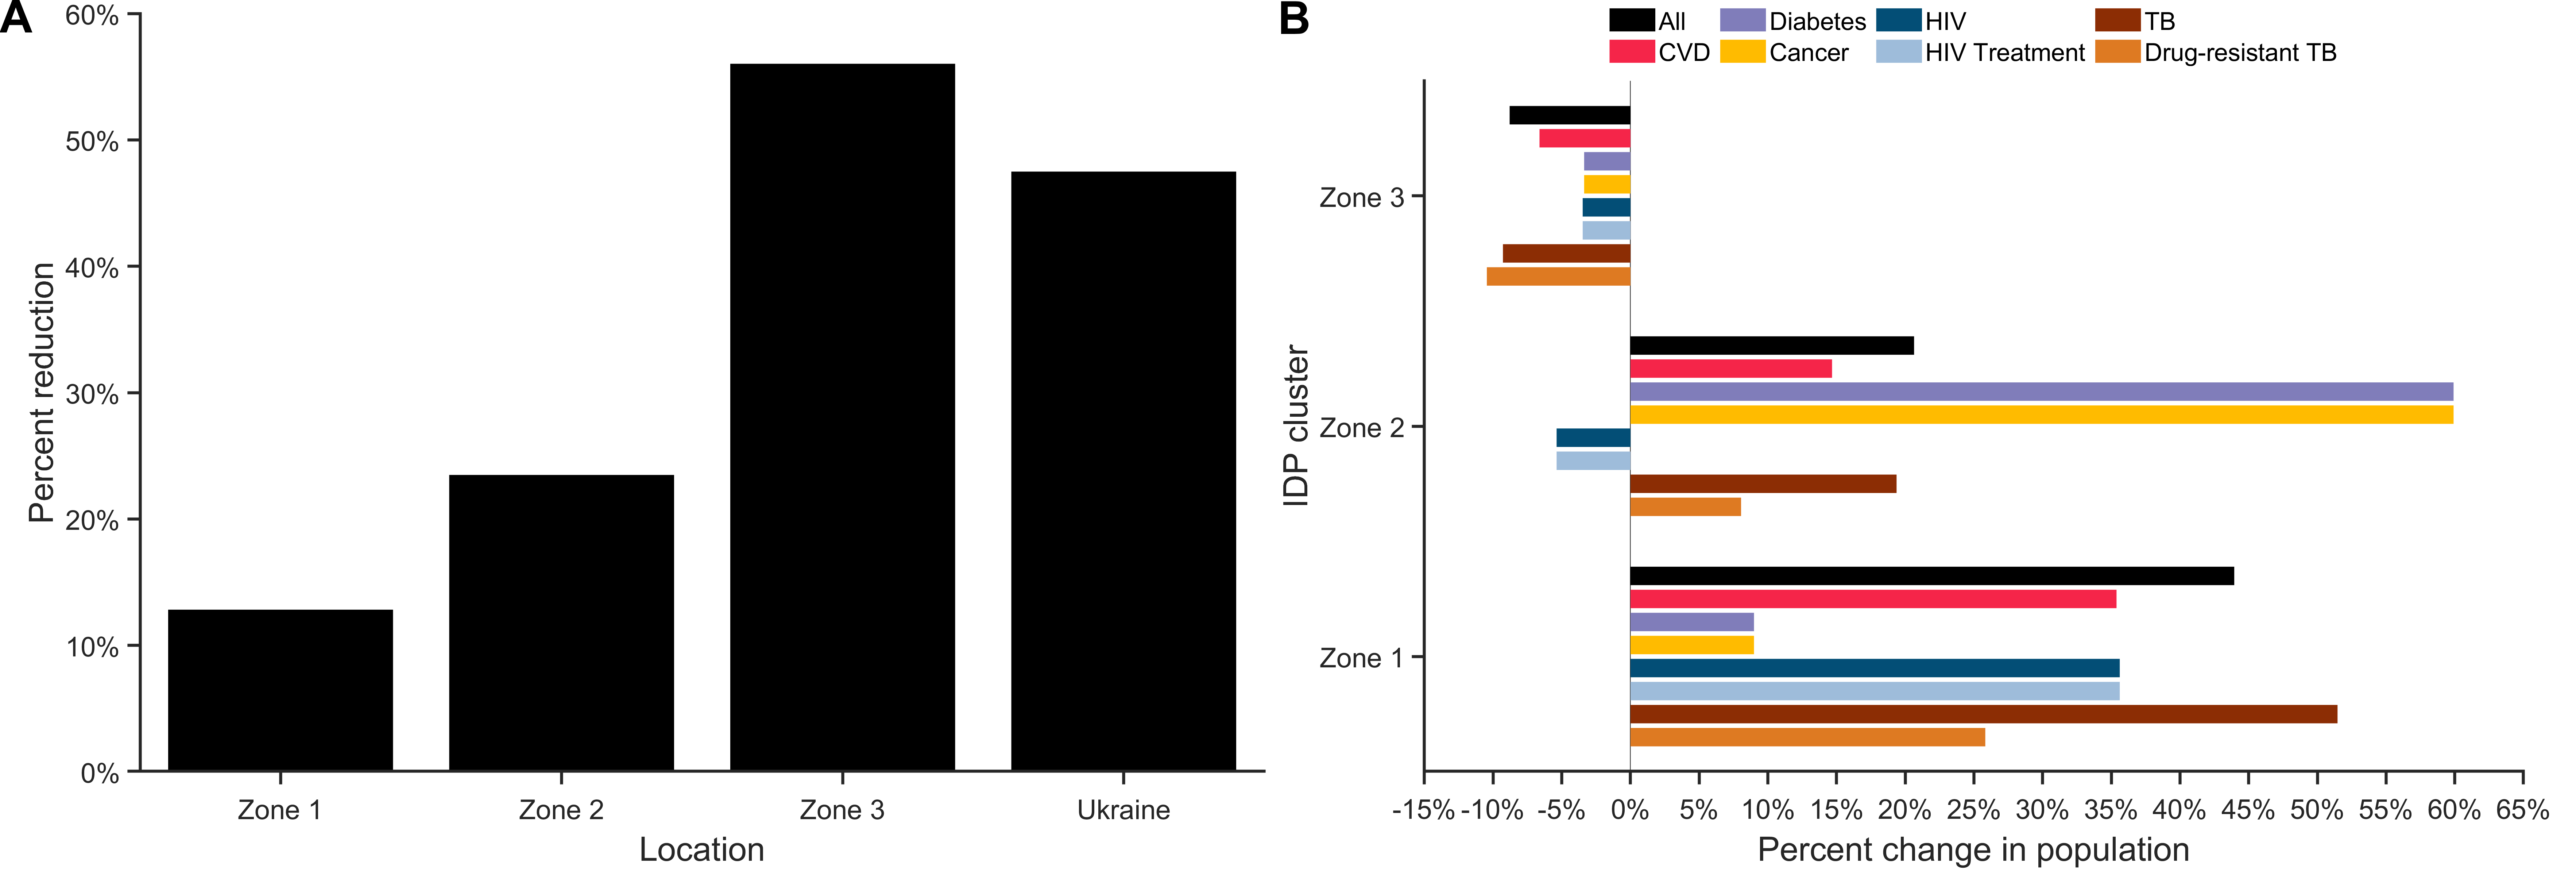 A
60%
50%
40%
30%
20%
10%
0%
Percent reduction
Zone 1 Zone 2 Zone 3 Ukraine
Location
B
All Diabetes HIV TB
CVD Cancer HIV Treatment Drug-resistant TB
Zone 3
Zone 2
Zone 1
IDP cluster
-15% -10% -5% 0% 5% 10% 15% 20% 25% 30% 35% 40% 45% 50% 55% 60% 65%
Percent change in population